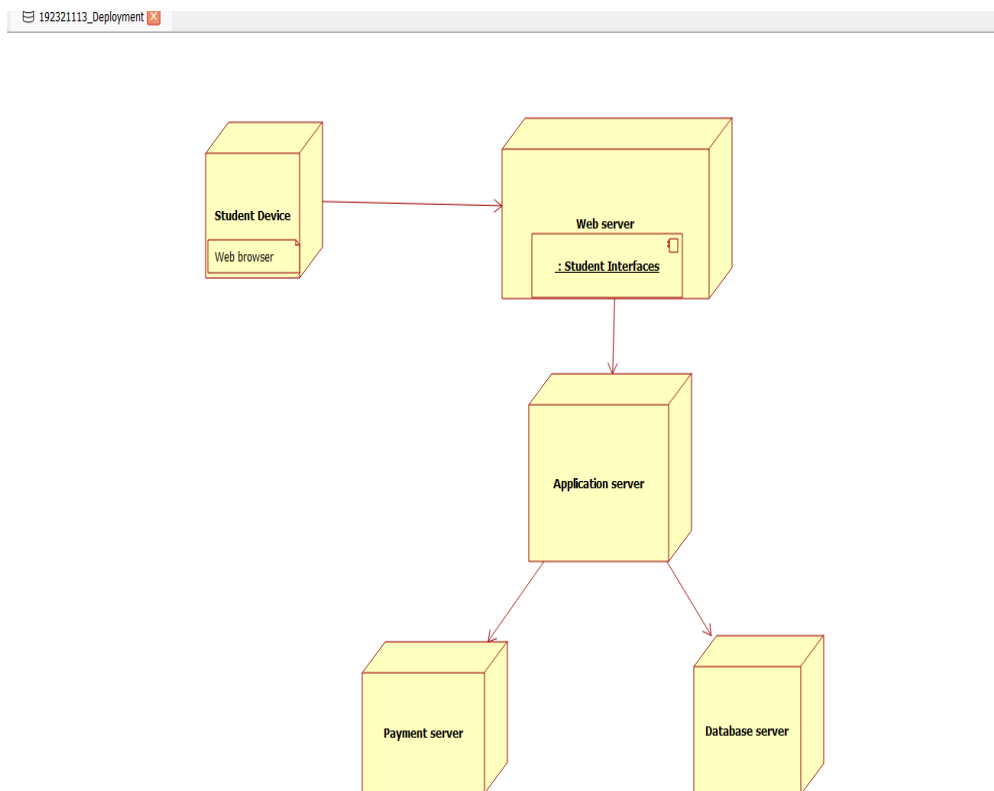 192321113_Deployment X
Student Device
Web browser
Web server
: Student Interfaces
Application server
Payment server
Database server